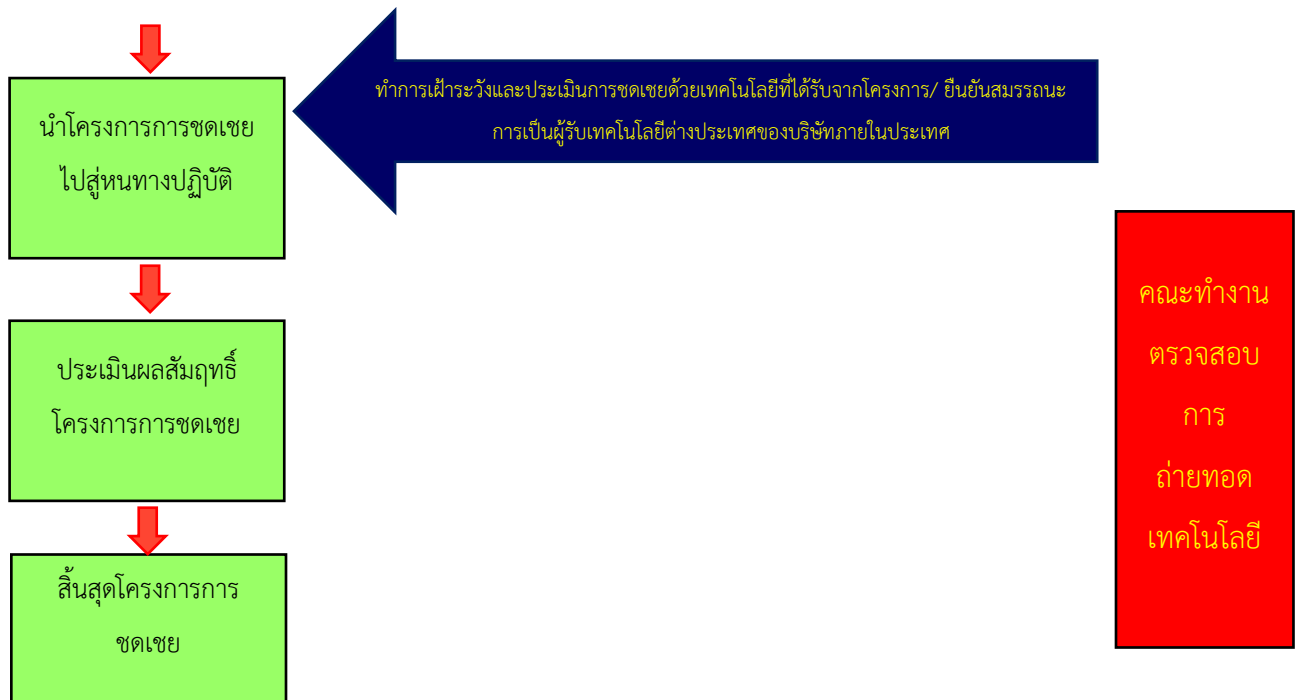 นำโครงการการชดเชย
ไปสู่หนทางปฏิบัติ
ทำการเฝ้าระวังและประเมินการชดเชยด้วยเทคโนโลยีที่ได้รับจากโครงการ/ ยืนยันสมรรถนะ
การเป็นผู้รับเทคโนโลยีต่างประเทศของบริษัทภายในประเทศ
ประเมินผลสัมฤทธิ์
โครงการการชดเชย
สิ้นสุดโครงการการ
ชดเชย
คณะทำงาน
ตรวจสอบ
การ
ถ่ายทอด
เทคโนโลยี